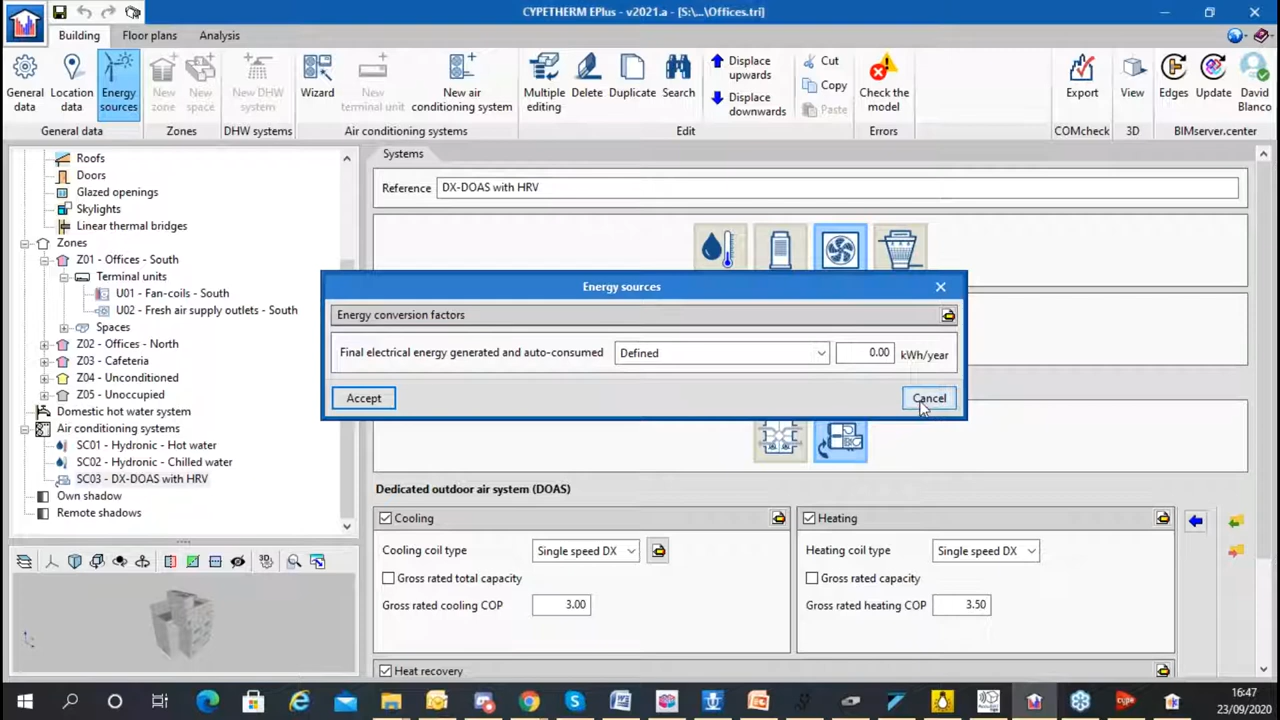 CYPETHERM EPlus - v2021.a - [S:\...\Offices.tri]
Building Floor plans Analysis
General data
Location data
Energy sources
New zone
New space
New DHW system
Wizard
New terminal unit
New air conditioning system
Multiple editing
Delete
Duplicate
Search
Displace upwards
Displace downwards
Cut
Copy
Paste
Check the model
Export
View
Edges
Update
David Blanco
General data Zones DHW systems Air conditioning systems Edit Errors COMcheck 3D BIMserver.center
Roofs
Doors
Glazed openings
Skylights
Linear thermal bridges
Zones
Z01 - Offices - South
Terminal units
U01 - Fan-coils - South
U02 - Fresh air supply outlets - South
Spaces
Z02 - Offices - North
Z03 - Cafeteria
Z04 - Unconditioned
Z05 - Unoccupied
Domestic hot water system
Air conditioning systems
SC01 - Hydronic - Hot water
SC02 - Hydronic - Chilled water
SC03 - DX-DOAS with HRV
Own shadow
Remote shadows
Systems
Reference DX-DOAS with HRV
Energy sources
Energy conversion factors
Final electrical energy generated and auto-consumed Defined 0.00 kWh/year
Accept Cancel
Dedicated outdoor air system (DOAS)
Cooling
Cooling coil type Single speed DX
Gross rated total capacity
Gross rated cooling COP 3.00
Heating
Heating coil type Single speed DX
Gross rated capacity
Gross rated heating COP 3.50
Heat recovery
16:47
23/09/2020